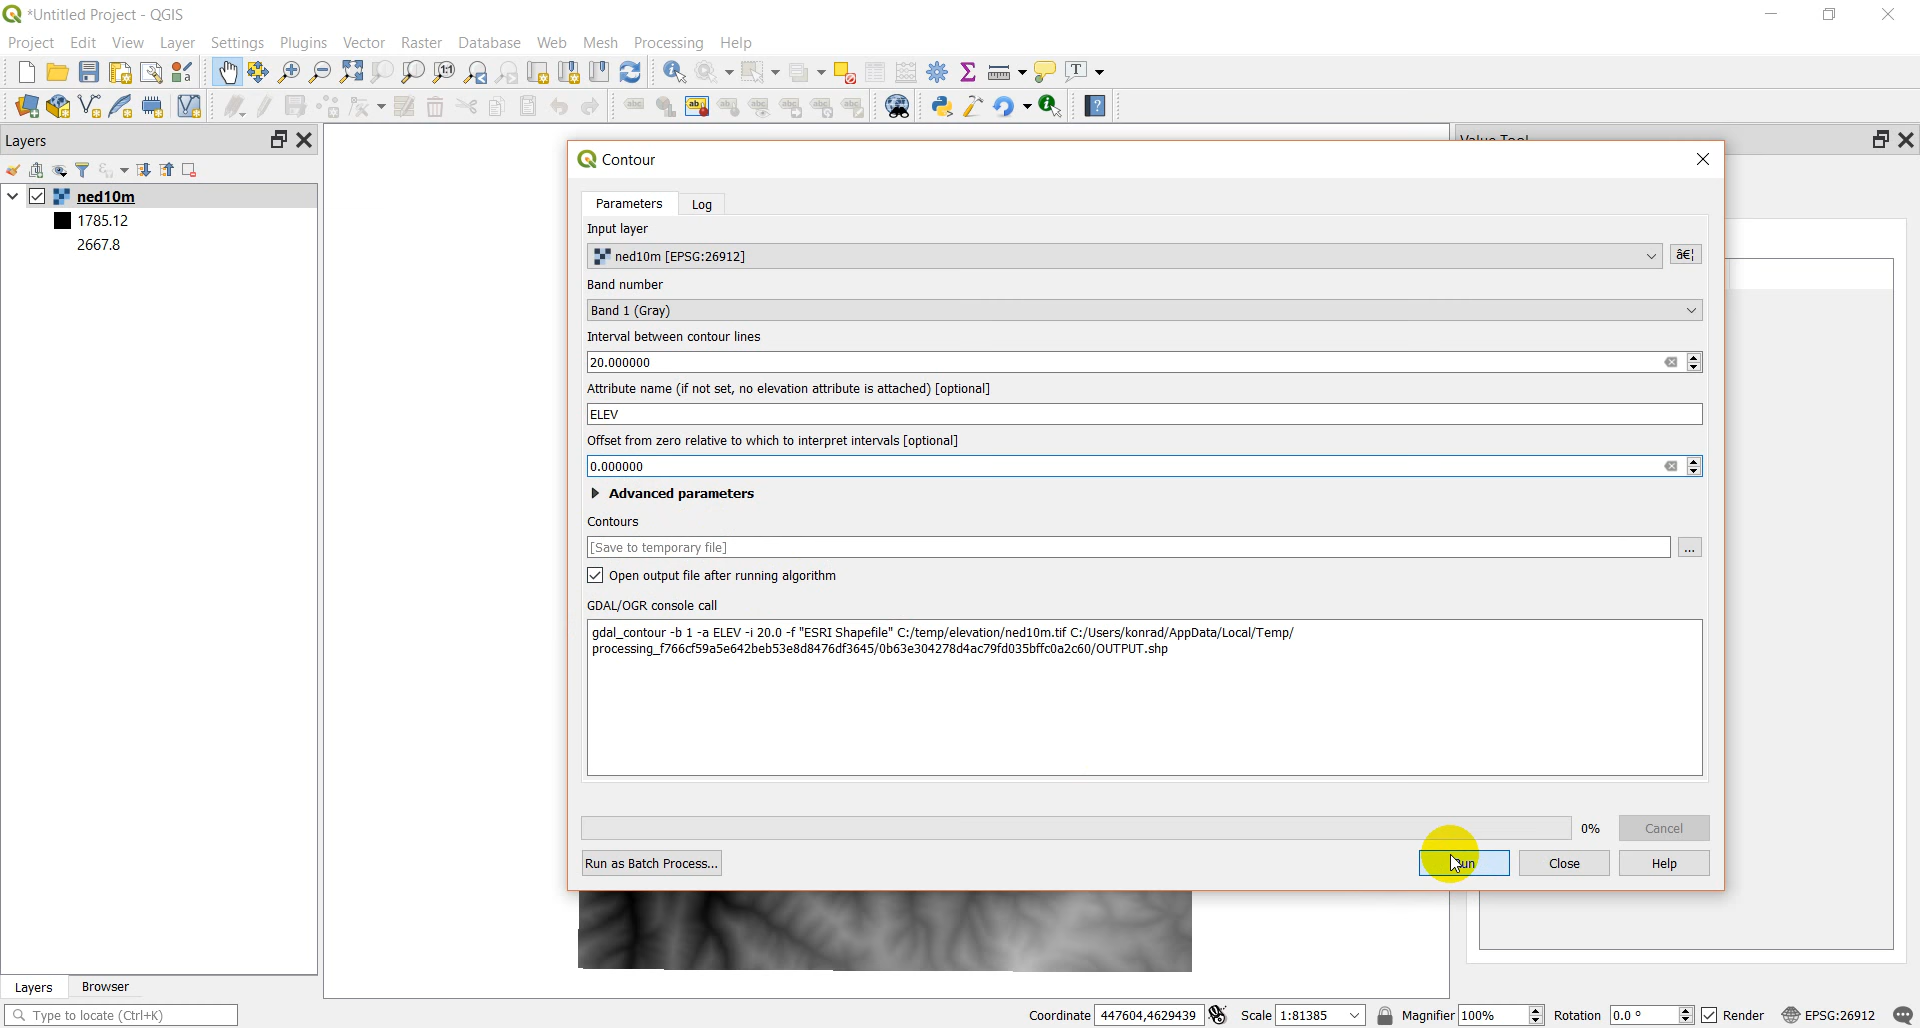 *Untitled Project - QGIS
Project Edit View Layer Settings Plugins Vector Raster Database Web Mesh Processing Help
Layers
ned10m
1785.12
2667.8
Contour
Parameters Log
Input layer
ned10m [EPSG:26912]
â€¦
Band number
Band 1 (Gray)
Interval between contour lines
20.000000
Attribute name (if not set, no elevation attribute is attached) [optional]
ELEV
Offset from zero relative to which to interpret intervals [optional]
0.000000
Advanced parameters
Contours
[Save to temporary file]
...
Open output file after running algorithm
GDAL/OGR console call
gdal_contour -b 1 -a ELEV -i 20.0 -f "ESRI Shapefile" C:/temp/elevation/ned10m.tif C:/Users/konrad/AppData/Local/Temp/
processing_f766cf59a5e642beb53e8d8476df3645/0b63e304278d4ac79fd035bffc0a2c60/OUTPUT.shp
0% Cancel
Run as Batch Process... Run Close Help
Layers Browser
Type to locate (Ctrl+K) Coordinate 447604,4629439 Scale 1:81385 Magnifier 100% Rotation 0.0 ° Render EPSG:26912